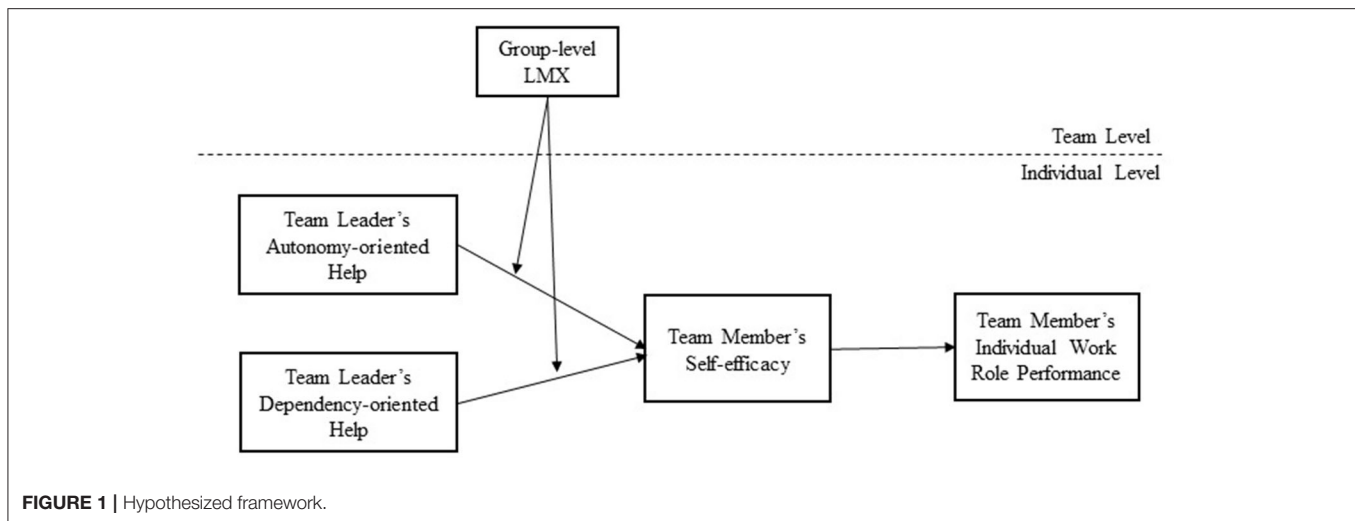 Group-level
LMX
Team Level
Individual Level
Team Leader's
Autonomy-oriented
Help
Team Member's
Self-efficacy
Team Member's
Individual Work
Role Performance
Team Leader's
Dependency-oriented
Help
FIGURE 1 | Hypothesized framework.